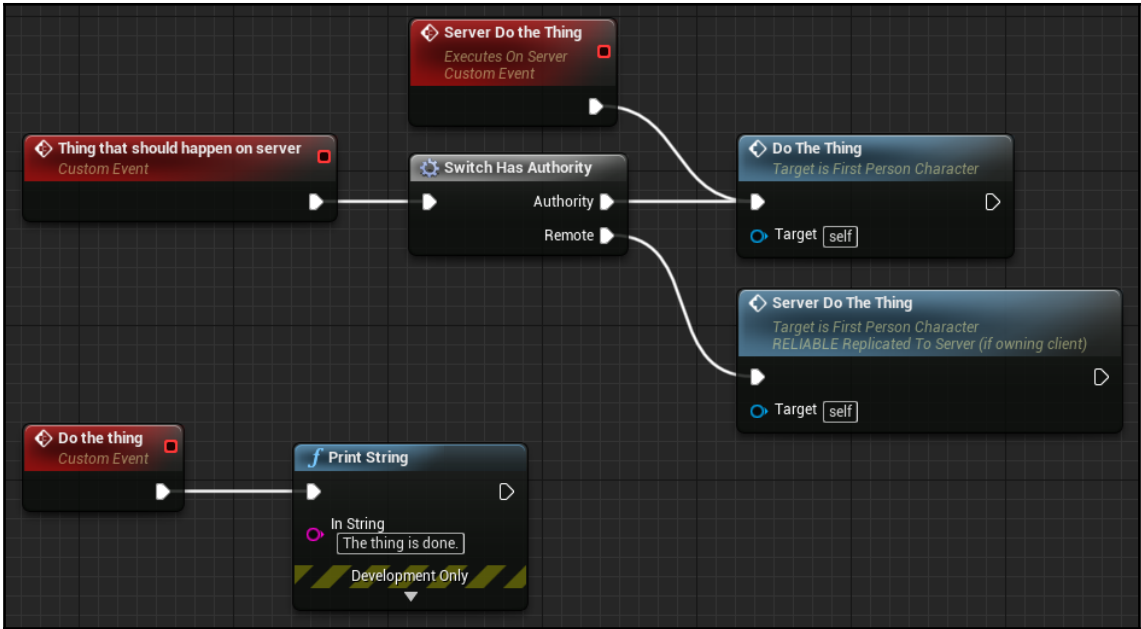 Server Do the Thing
Executes On Server
Custom Event
Thing that should happen on server
Custom Event
Switch Has Authority
Authority
Remote
Do The Thing
Target is First Person Character
Target self
Server Do The Thing
Target is First Person Character
RELIABLE Replicated To Server (if owning client)
Target self
Do the thing
Custom Event
f Print String
In String
The thing is done.
Development Only